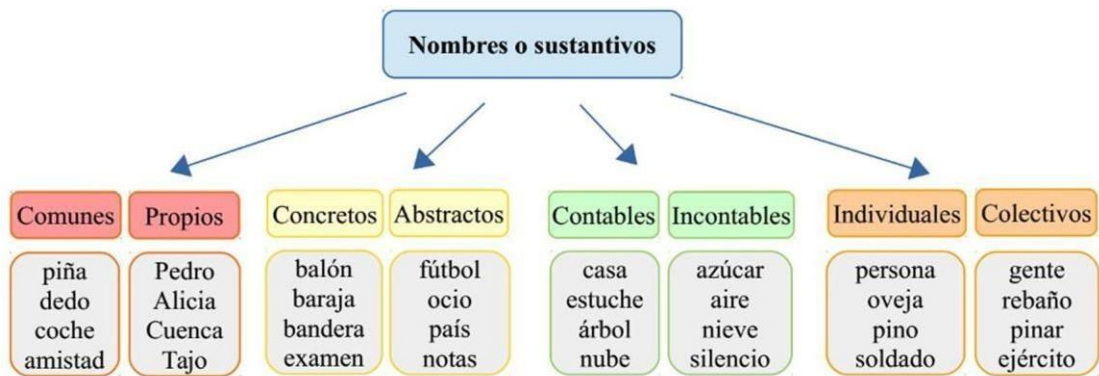 Nombres o sustantivos
Comunes
Propios
Concretos
Abstractos
Contables
Incontables
Individuales
Colectivos
piña
dedo
coche
amistad
Pedro
Alicia
Cuenca
Tajo
balón
baraja
bandera
examen
fútbol
ocio
país
notas
casa
estuche
árbol
nube
azúcar
aire
nieve
silencio
persona
oveja
pino
soldado
gente
rebaño
pinar
ejército